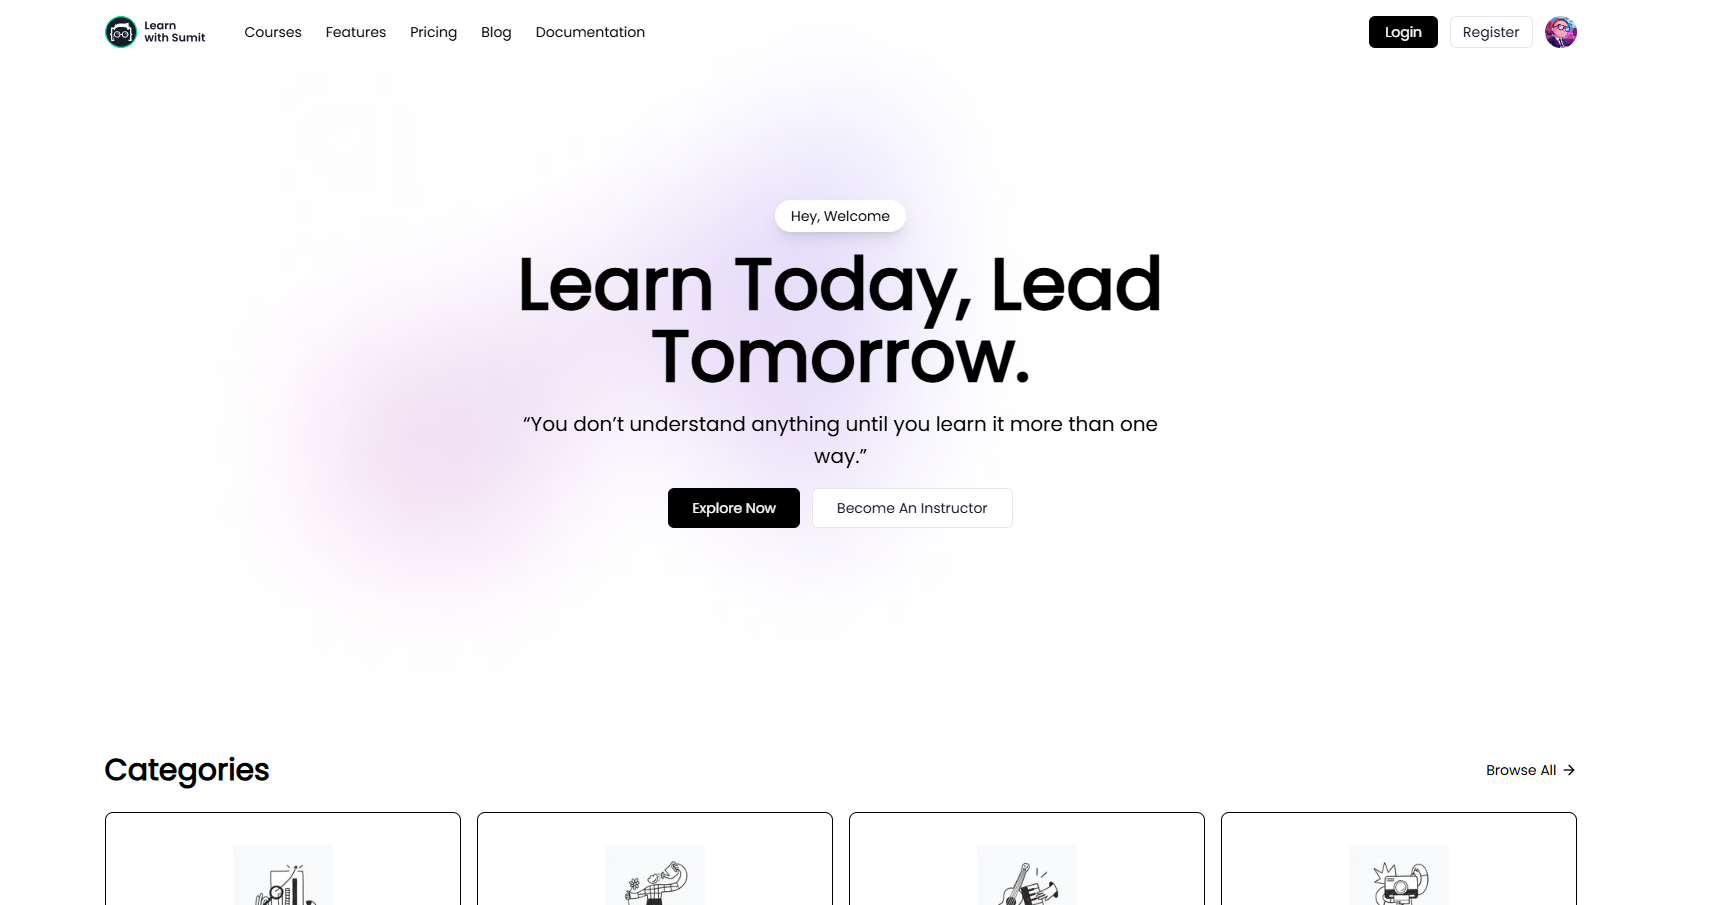 Learn
with Sumit
Courses
Features
Pricing
Blog
Documentation
Login
Register
Hey, Welcome
Learn Today, Lead
Tomorrow.
“You don’t understand anything until you learn it more than one
way.”
Explore Now
Become An Instructor
Categories
Browse All